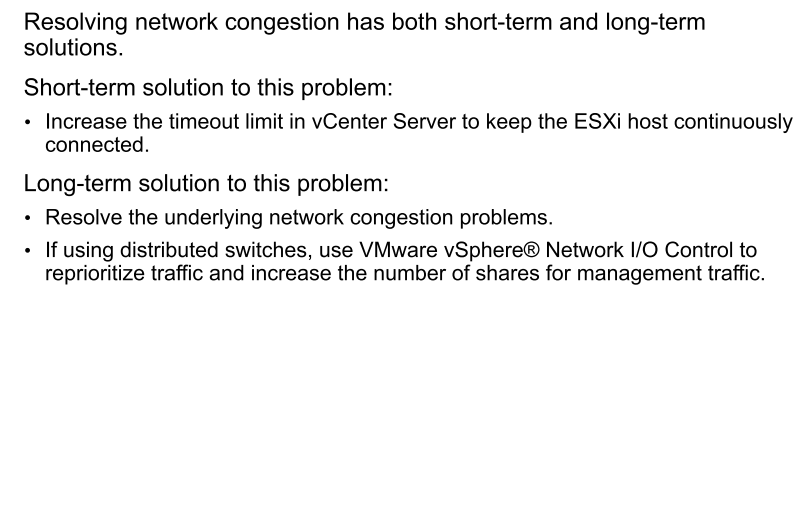 Resolving network congestion has both short-term and long-term
solutions.
Short-term solution to this problem:
• Increase the timeout limit in vCenter Server to keep the ESXi host continuously
connected.
Long-term solution to this problem:
• Resolve the underlying network congestion problems.
• If using distributed switches, use VMware vSphere® Network I/O Control to
reprioritize traffic and increase the number of shares for management traffic.